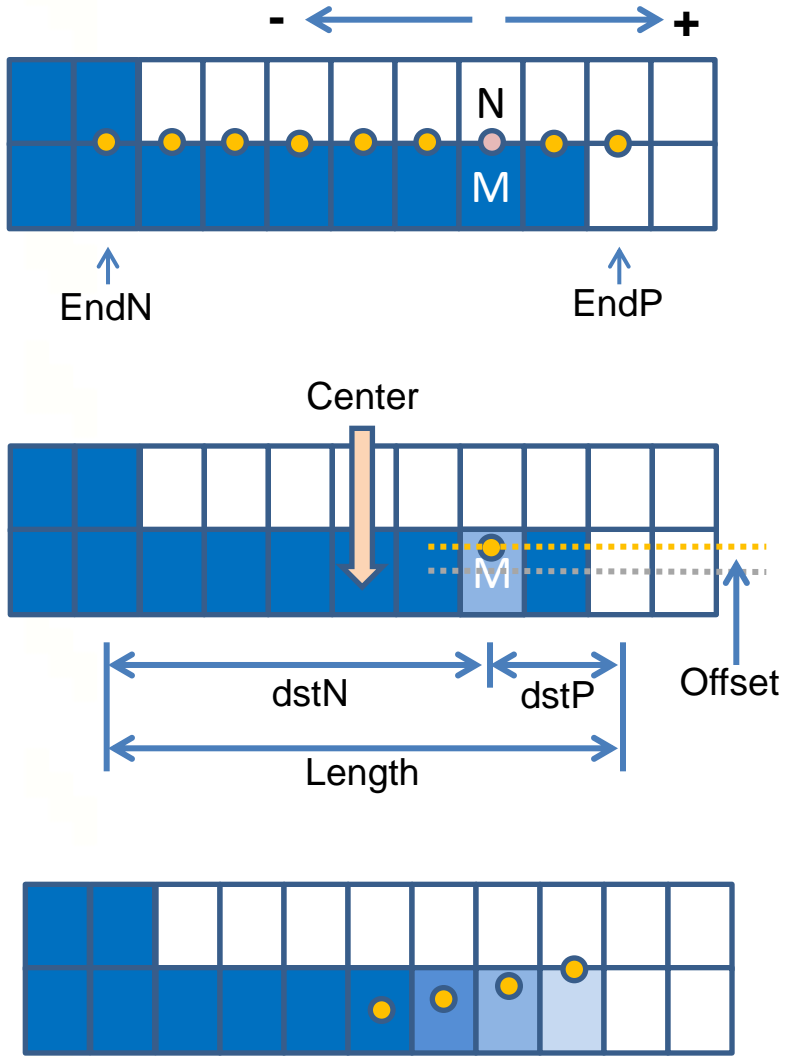 - +
N
M
EndN EndP
Center
M
dstN dstP Offset
Length